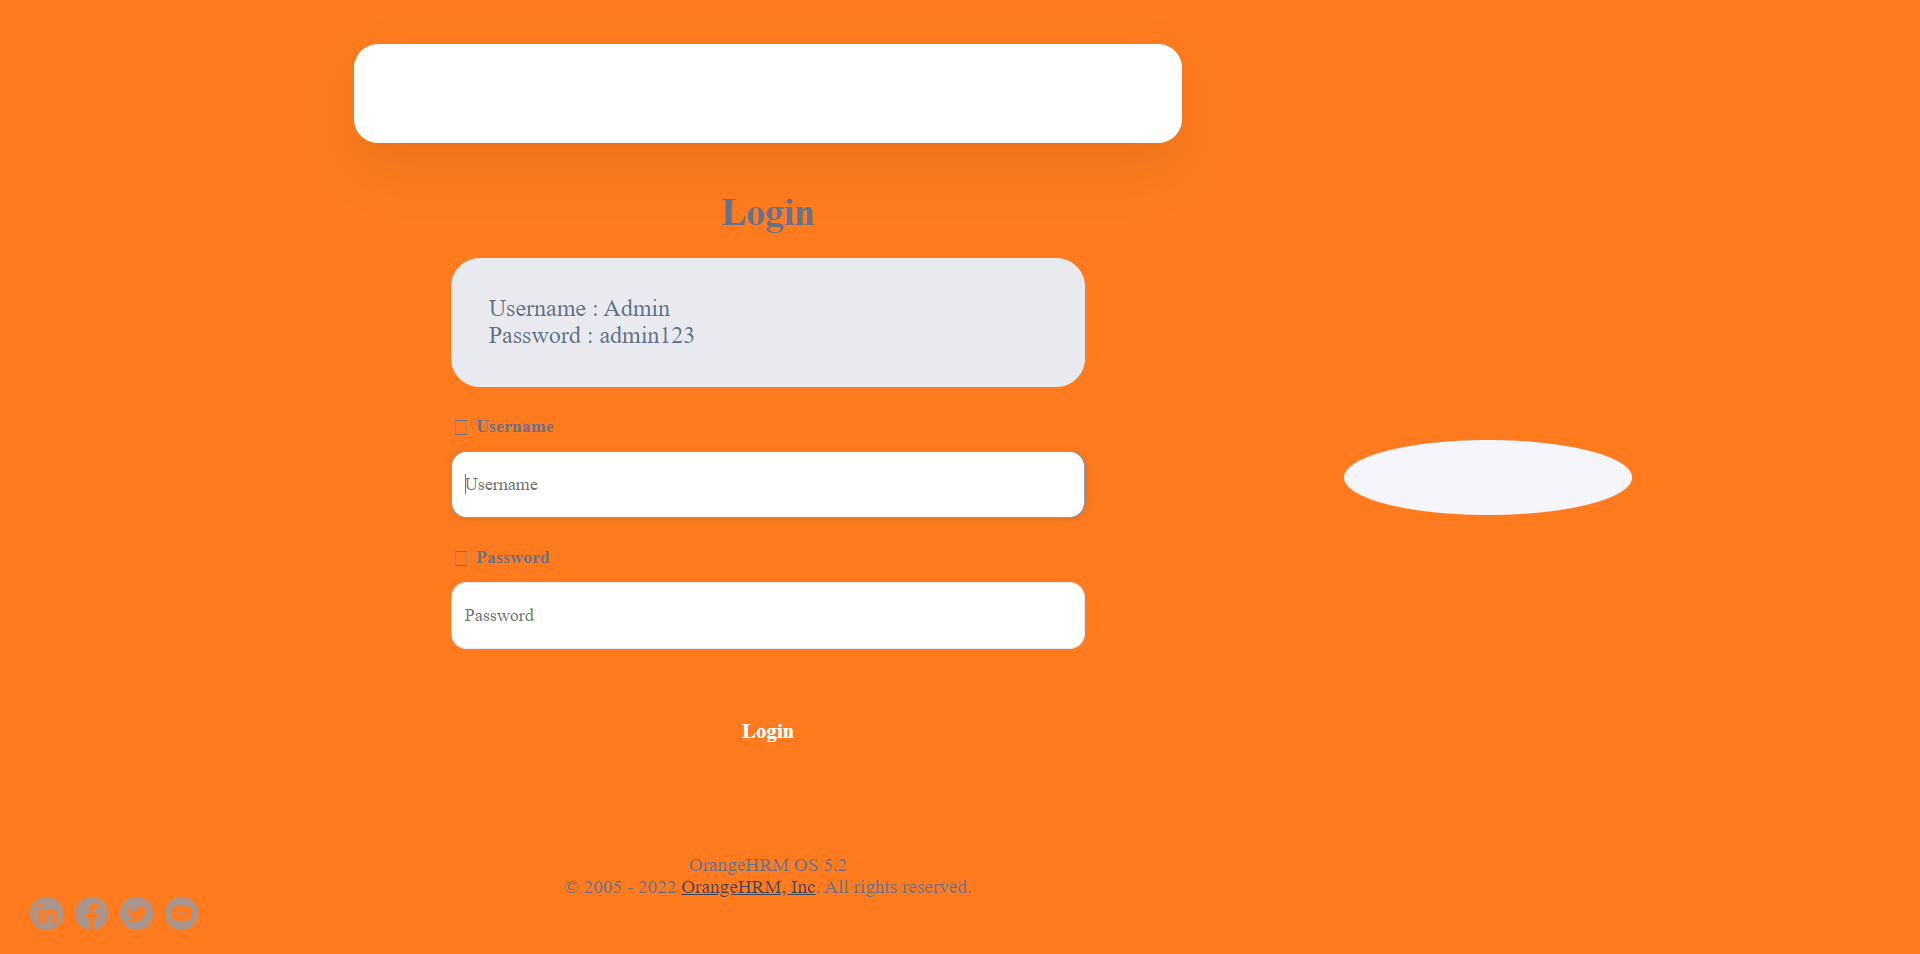 Login
Username : Admin
Password : admin123
Username
Username
Password
Password
Login
OrangeHRM OS 5.2
© 2005 - 2022 OrangeHRM, Inc. All rights reserved.